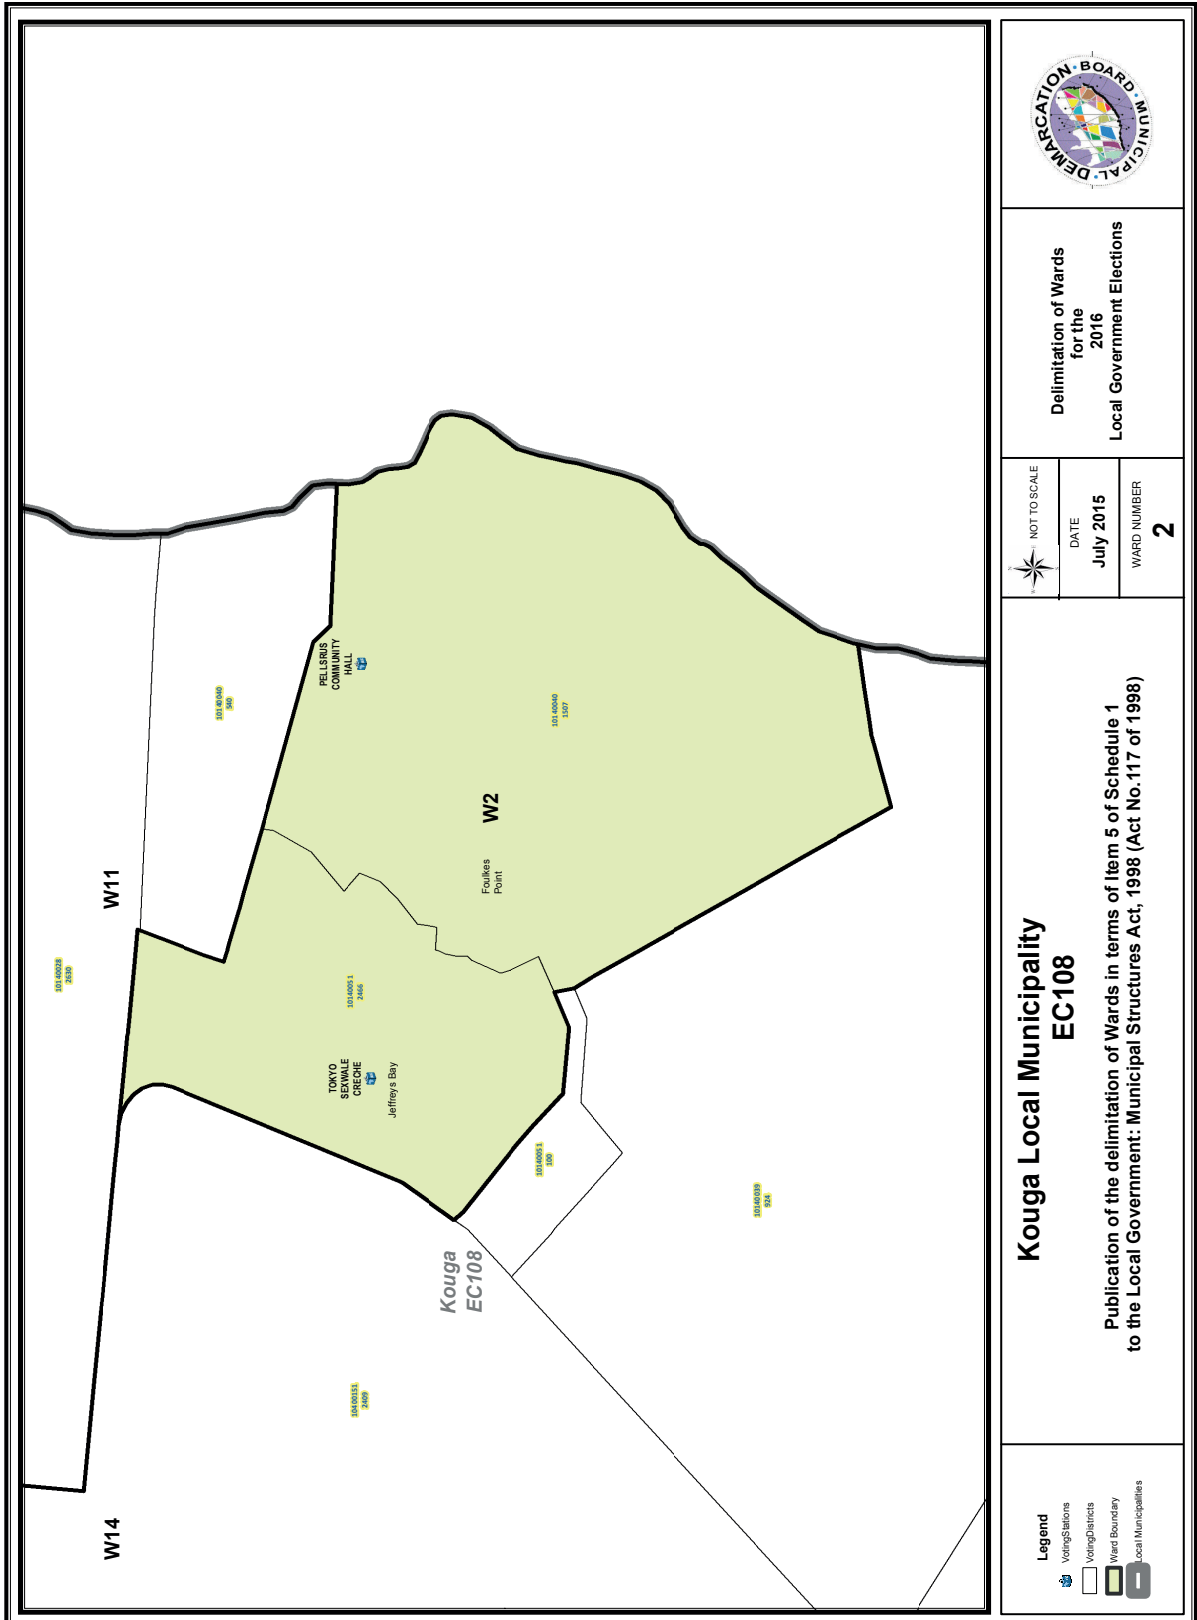 W14
W11
10140028
2630
10140040
540
PELLSRUS
COMMUNITY
HALL
10140040
1507
W2
Foulkes
Point
10140051
2466
TOKYO
SEXWALE
CRECHE
Jeffreys Bay
10140051
100
10140039
924
Kouga
EC108
10400151
2409
Legend
VotingStations
VotingDistricts
Ward Boundary
Local Municipalities
Kouga Local Municipality
EC108
Publication of the delimitation of Wards in terms of Item 5 of Schedule 1
to the Local Government: Municipal Structures Act, 1998 (Act No.117 of 1998)
NOT TO SCALE
DATE
July 2015
WARD NUMBER
2
Delimitation of Wards
for the
2016
Local Government Elections
MUNICIPAL · DEMARCATION · BOARD ·